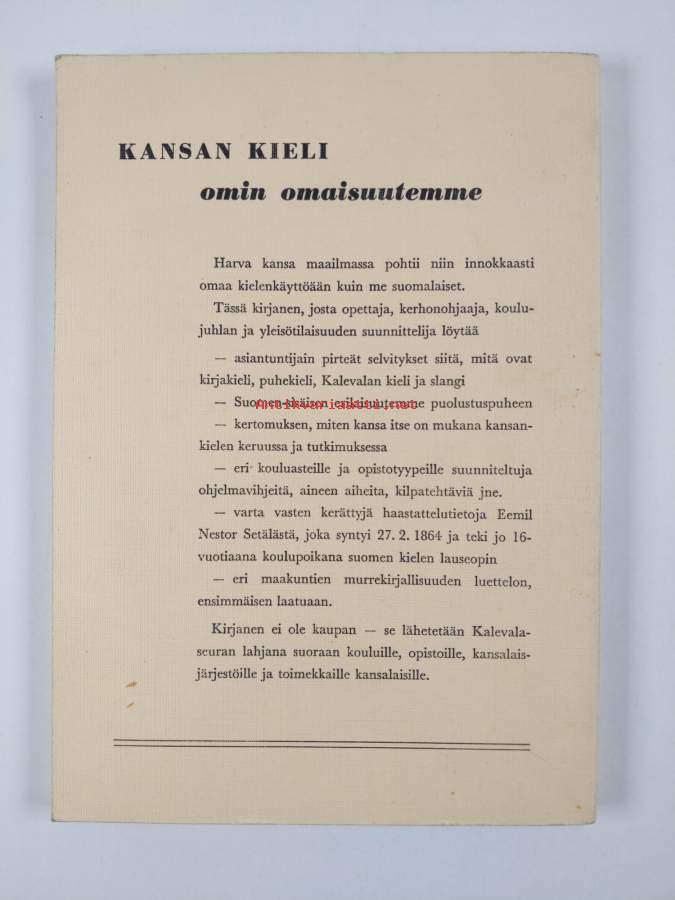 KANSAN KIELI
omin omaisuutemme
Harva kansa maailmassa pohtii niin innokkaasti
omaa kielenkäyttöään kuin me suomalaiset.
Tässä kirjanen, josta opettaja, kerhonohjaaja, koulu-
juhlan ja yleisötilaisuuden suunnittelija löytää
— asiantuntijain pirteät selvitykset siitä, mitä ovat
kirjakieli, puhekieli, Kalevalan kieli ja slangi
— puolustuspuheen
Antikvariaatti.net
— kertomuksen, miten kansa itse on mukana kansan-
kielen keruussa ja tutkimuksessa
— eri kouluasteille ja opistotyypeille suunniteltuja
ohjelmavihjeitä, aineen aiheita, kilpatehtäviä jne.
— varta vasten kerättyjä haastattelutietoja Eemil
Nestor Setälästä, joka syntyi 27. 2. 1864 ja teki jo 16-
vuotiaana koulupoikana suomen kielen lauseopin
— eri maakuntien murrekirjallisuuden luettelon,
ensimmäisen laatuaan.
Kirjanen ei ole kaupan — se lähetetään Kalevala-
seuran lahjana suoraan kouluille, opistoille, kansalais-
järjestöille ja toimekkaille kansalaisille.